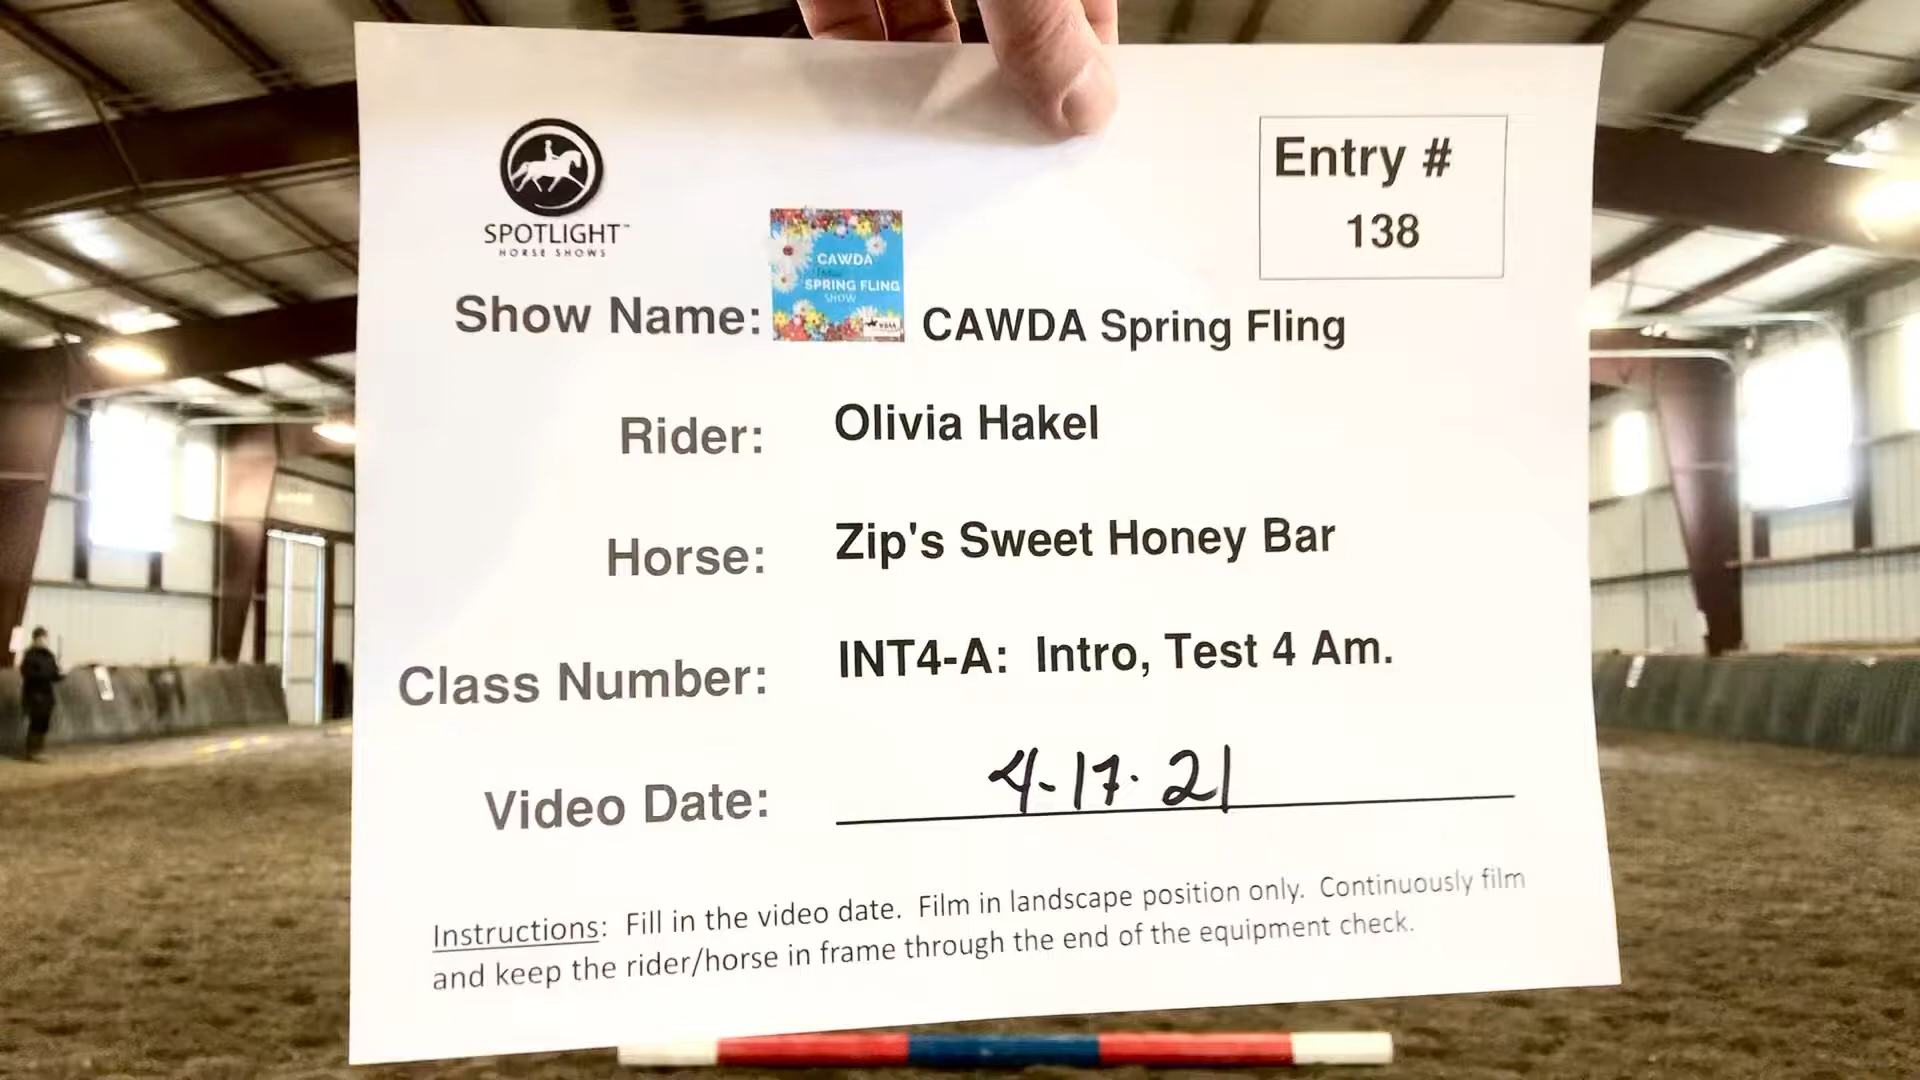 SPOTLIGHT™
HORSE SHOWS
Entry #
138
CAWDA
SPRING FLING
SHOW
Show Name: CAWDA Spring Fling
Rider: Olivia Hakel
Horse: Zip's Sweet Honey Bar
Class Number: INT4-A: Intro, Test 4 Am.
Video Date: 4-17-21
Instructions: Fill in the video date. Film in landscape position only. Continuously film
and keep the rider/horse in frame through the end of the equipment check.